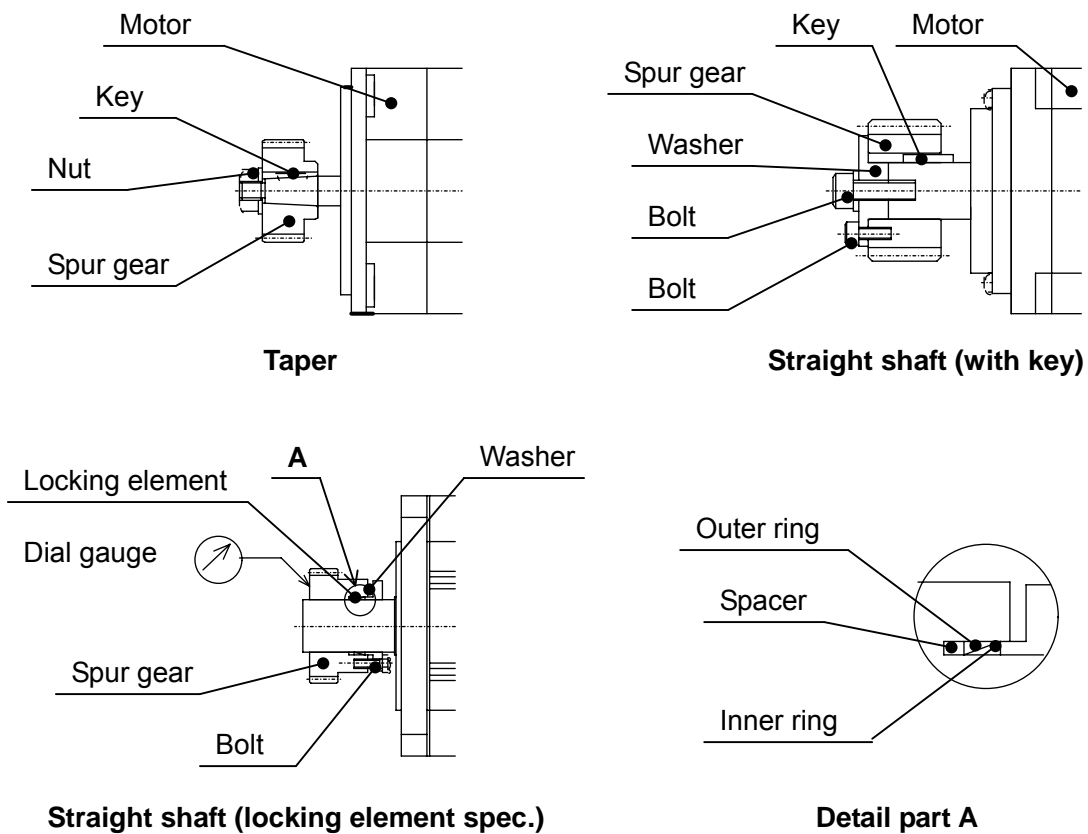 Motor
Key
Nut
Spur gear
Taper
Key
Motor
Spur gear
Washer
Bolt
Bolt
Straight shaft (with key)
A
Washer
Locking element
Dial gauge
Spur gear
Bolt
Straight shaft (locking element spec.)
Outer ring
Spacer
Inner ring
Detail part A